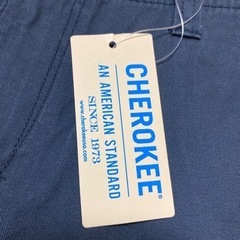 CHEROKEE®
AN AMERICAN STANDARD
SINCE 1973
www.cherokeeusa.com